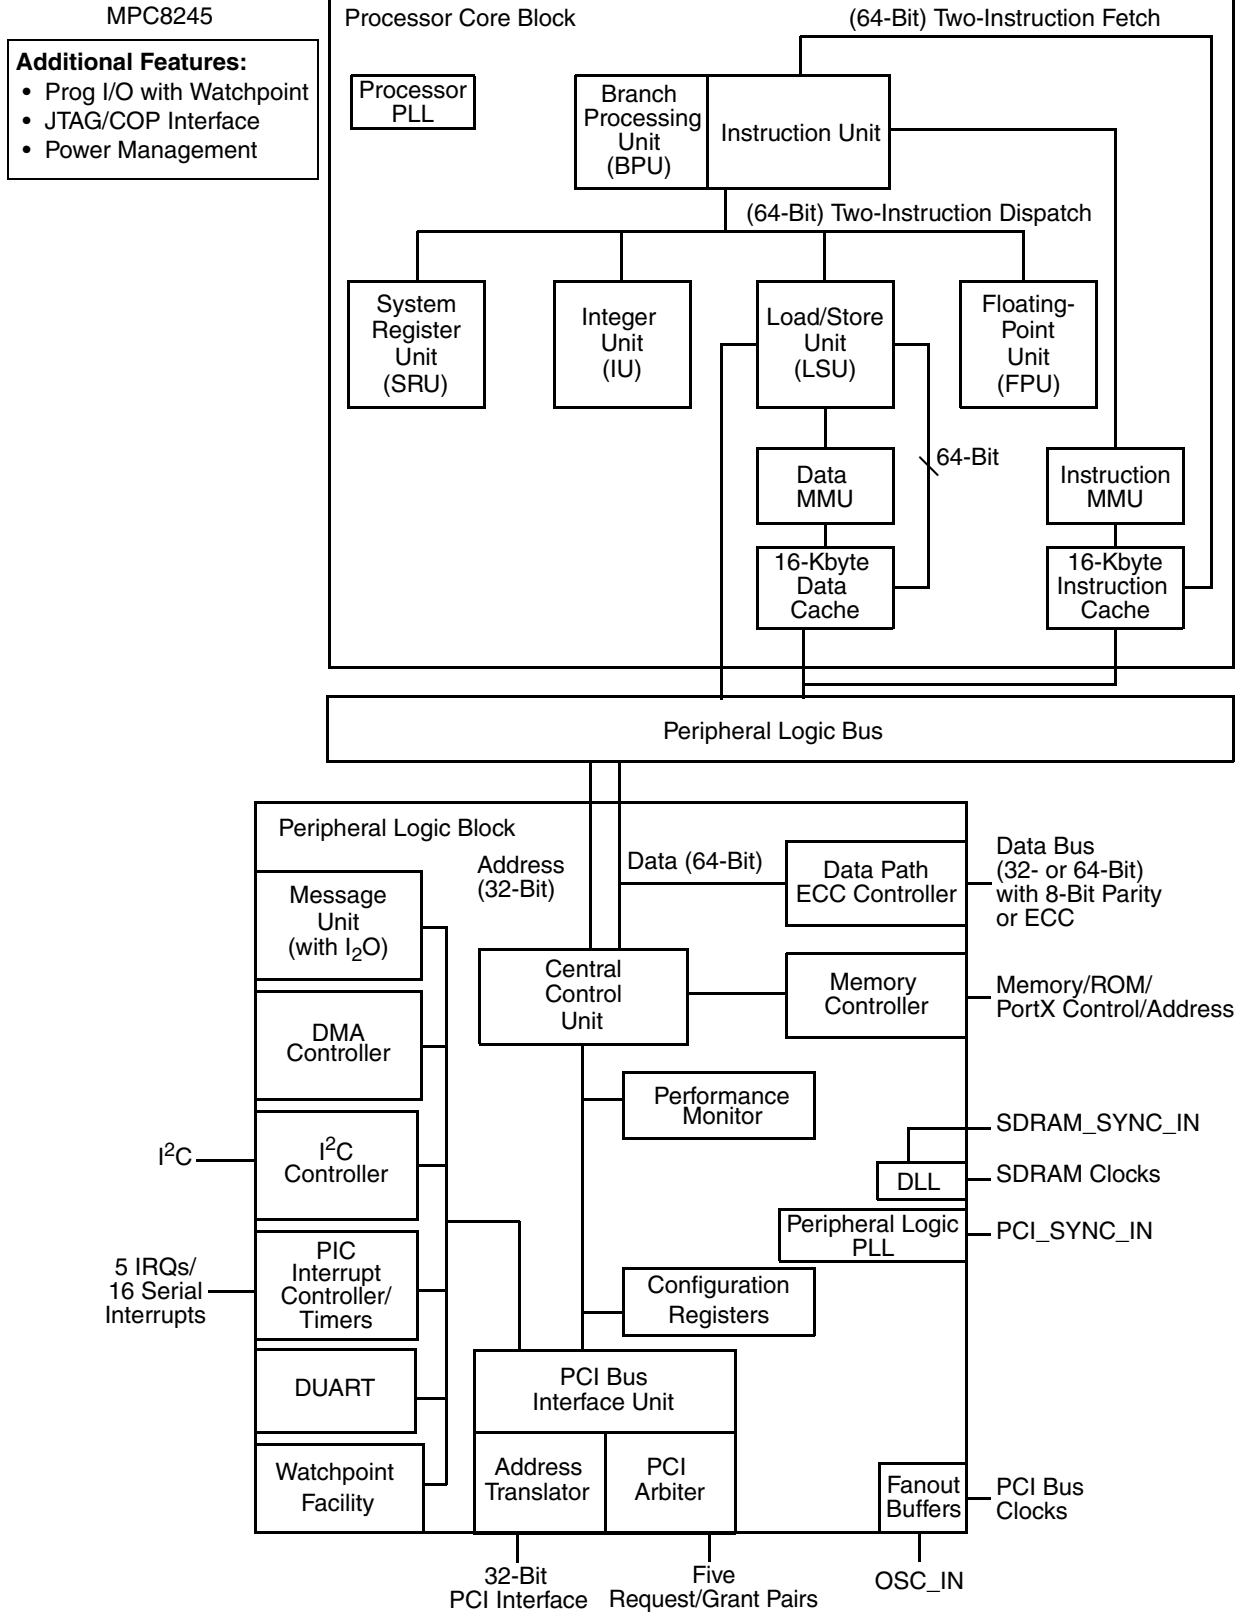 MPC8245
Additional Features:
• Prog I/O with Watchpoint
• JTAG/COP Interface
• Power Management
Processor Core Block
(64-Bit) Two-Instruction Fetch
Processor
PLL
Branch
Processing
Unit
(BPU)
Instruction Unit
(64-Bit) Two-Instruction Dispatch
System
Register
Unit
(SRU)
Integer
Unit
(IU)
Load/Store
Unit
(LSU)
Floating-
Point
Unit
(FPU)
64-Bit
Data
MMU
Instruction
MMU
16-Kbyte
Data
Cache
16-Kbyte
Instruction
Cache
Peripheral Logic Bus
Peripheral Logic Block
Address
(32-Bit)
Data (64-Bit)
Data Path
ECC Controller
Data Bus
(32- or 64-Bit)
with 8-Bit Parity
or ECC
Message
Unit
(with I₂O)
Central
Control
Unit
Memory
Controller
Memory/ROM/
PortX Control/Address
DMA
Controller
Performance
Monitor
I²C
I²C
Controller
SDRAM_SYNC_IN
DLL
SDRAM Clocks
Peripheral Logic
PLL
PCI_SYNC_IN
5 IRQs/
16 Serial
Interrupts
PIC
Interrupt
Controller/
Timers
Configuration
Registers
DUART
PCI Bus
Interface Unit
Watchpoint
Facility
Address
Translator
PCI
Arbiter
Fanout
Buffers
PCI Bus
Clocks
32-Bit
PCI Interface
Five
Request/Grant Pairs
OSC_IN